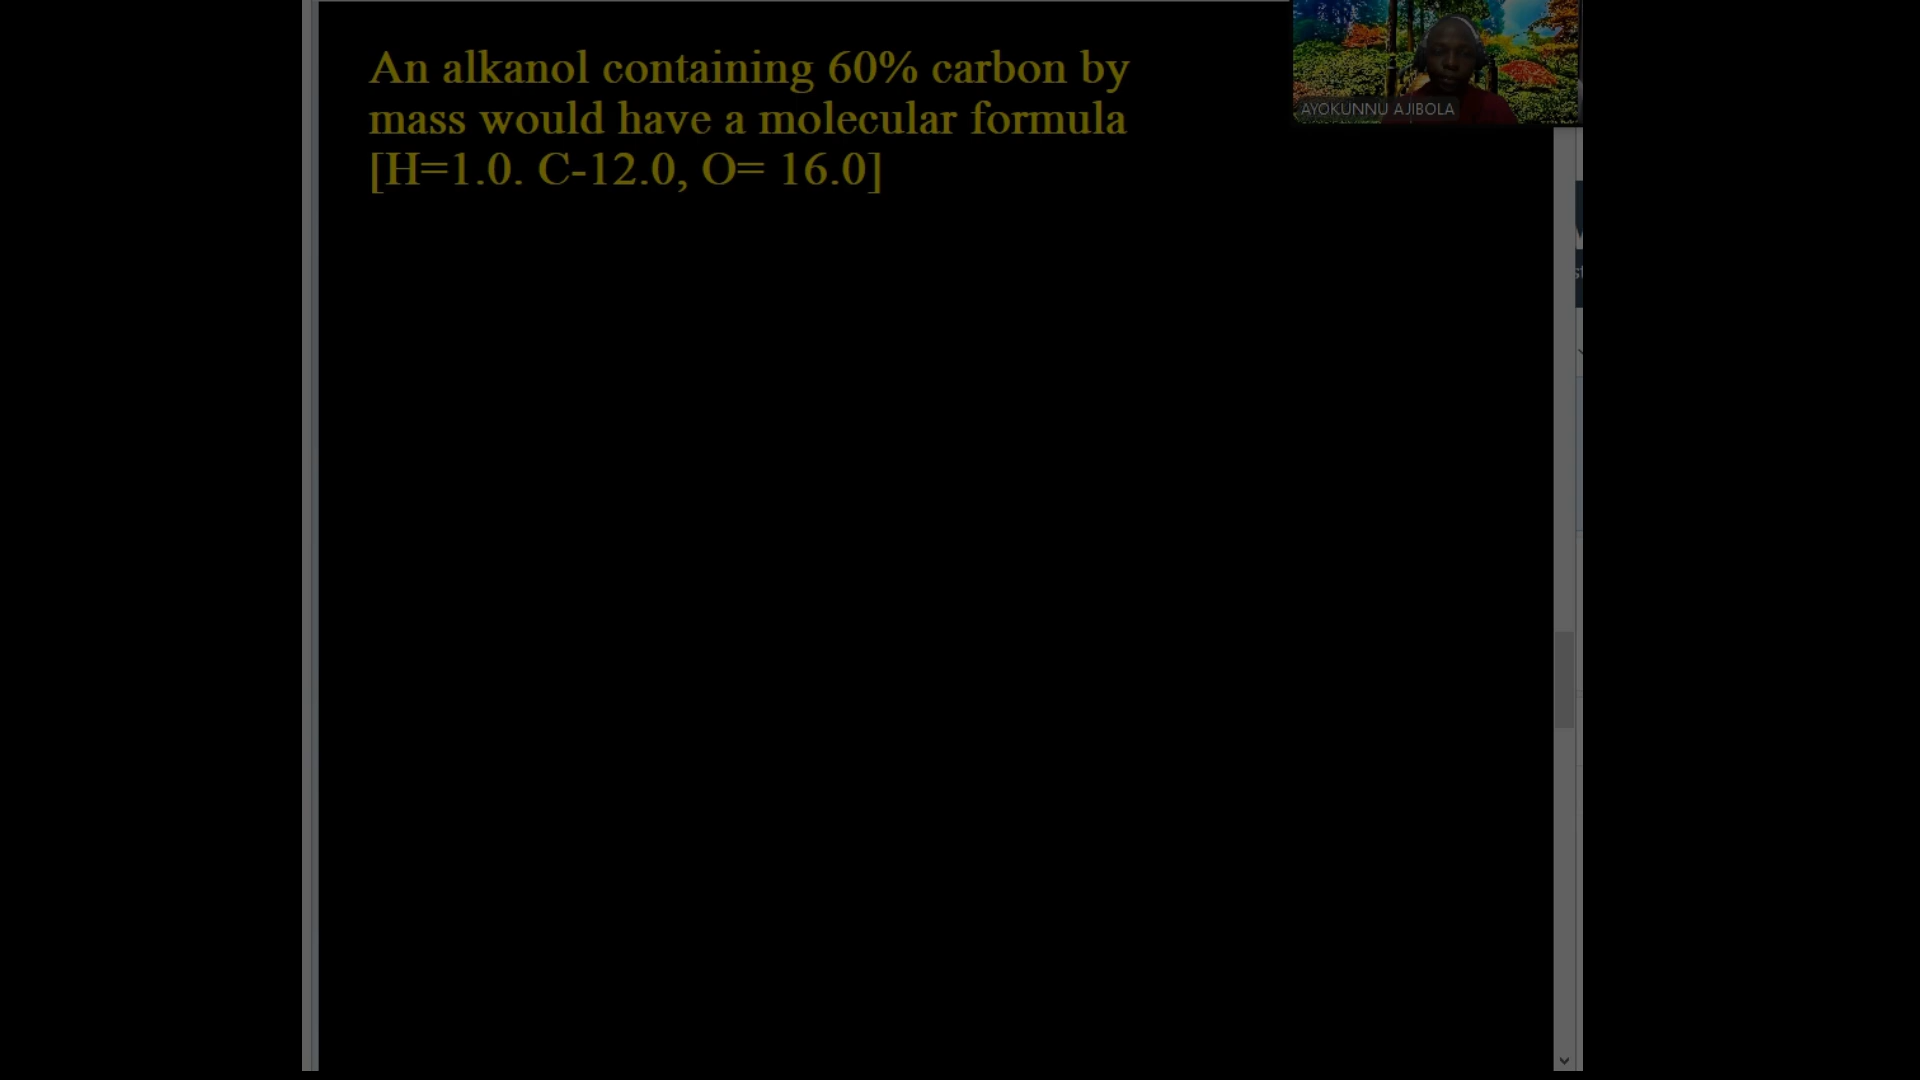 An alkanol containing 60% carbon by
mass would have a molecular formula
[H=1.0. C-12.0, O= 16.0]
AYOKUNNU AJIBOLA